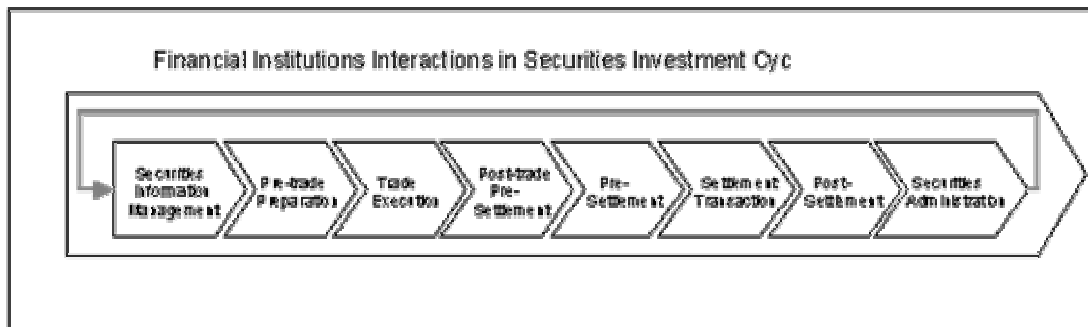 Financial Institutions Interactions in Securities Investment Cyc
Securities
Information
Management
Pre-trade
Preparation
Trade
Execution
Post-trade
Pre-
Settlement
Pre-
Settlement
Settlement
Transaction
Post-
Settlement
Securities
Administration